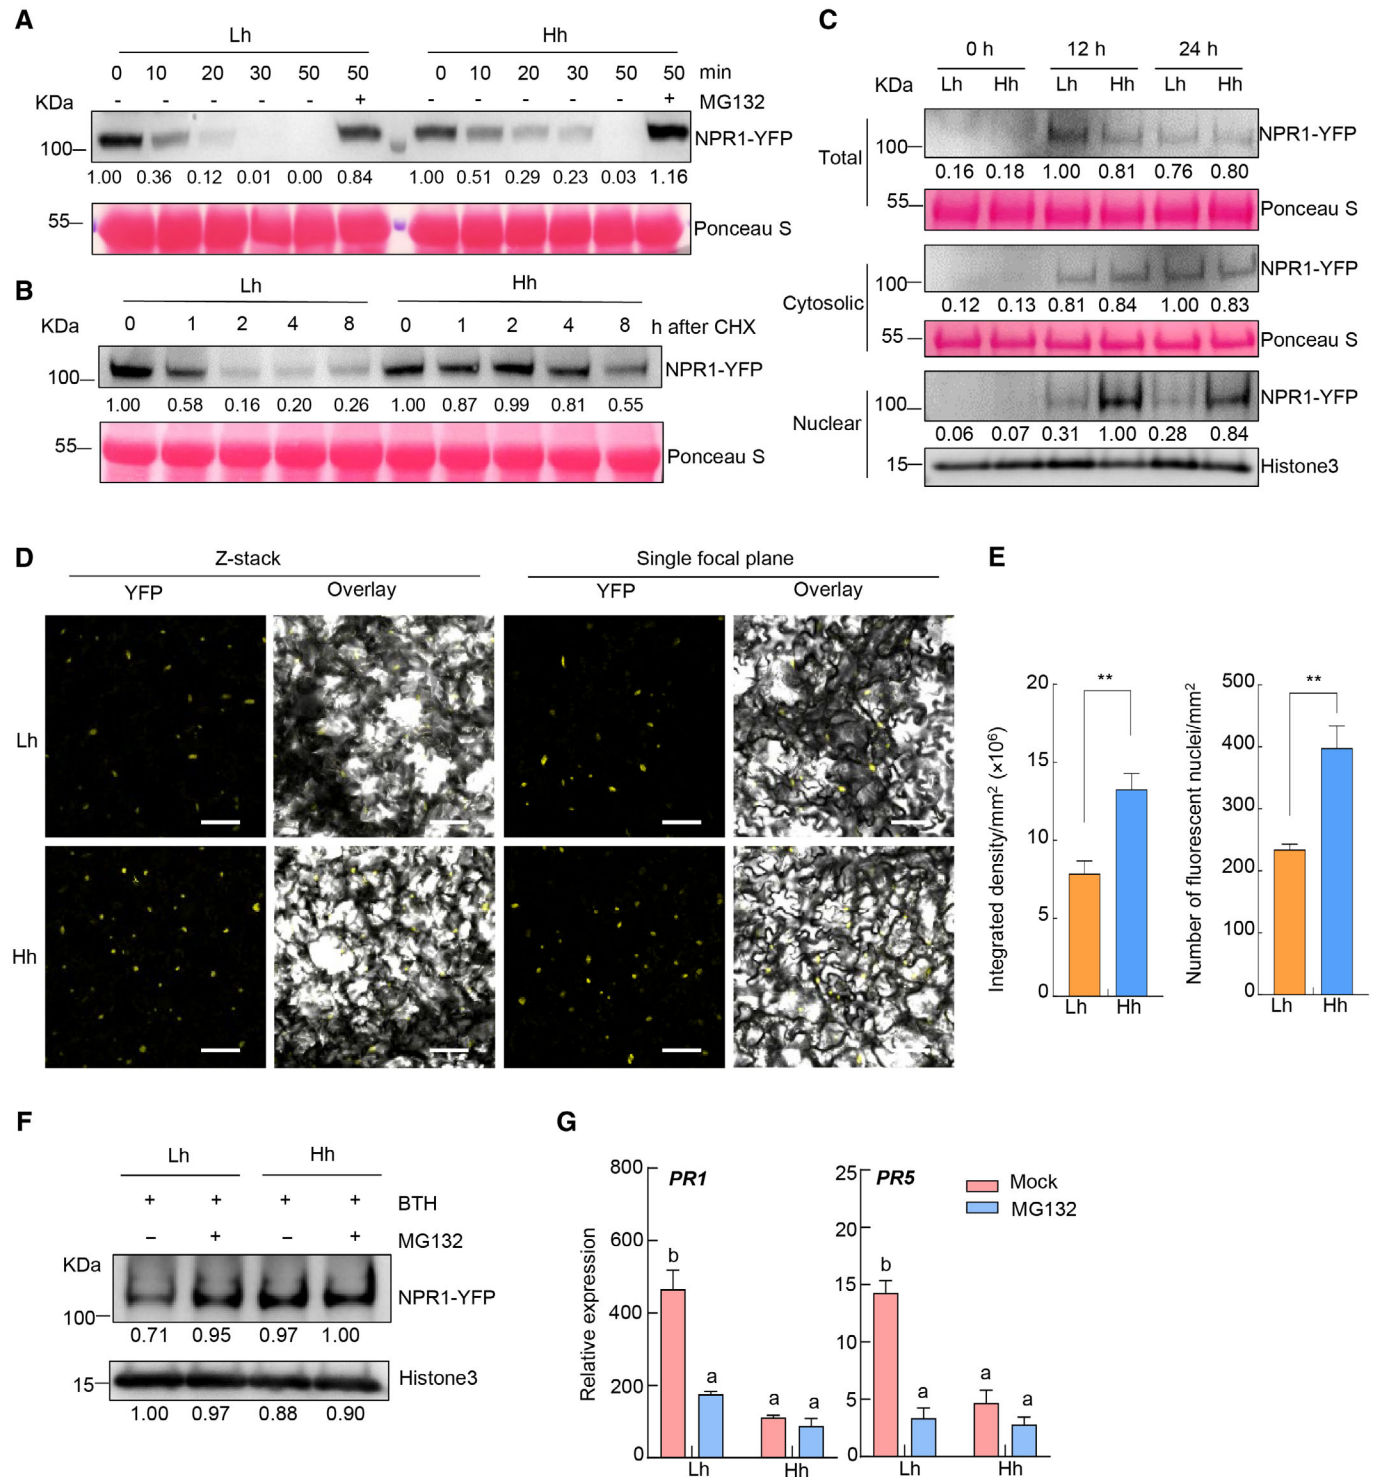 A
Lh Hh
0 10 20 30 50 50 0 10 20 30 50 50 min
KDa - - - - - + - - - - - + MG132
100 NPR1-YFP
1.00 0.36 0.12 0.01 0.00 0.84 1.00 0.51 0.29 0.23 0.03 1.16
55 Ponceau S
B
Lh Hh
KDa 0 1 2 4 8 0 1 2 4 8 h after CHX
100 NPR1-YFP
1.00 0.58 0.16 0.20 0.26 1.00 0.87 0.99 0.81 0.55
55 Ponceau S
C
0 h 12 h 24 h
KDa Lh Hh Lh Hh Lh Hh
Total 100 NPR1-YFP
0.16 0.18 1.00 0.81 0.76 0.80
55 Ponceau S
Cytosolic 100 NPR1-YFP
0.12 0.13 0.81 0.84 1.00 0.83
55 Ponceau S
Nuclear 100 NPR1-YFP
0.06 0.07 0.31 1.00 0.28 0.84
15 Histone3
D
Z-stack Single focal plane
YFP Overlay YFP Overlay
Lh
Hh
E
Integrated density/mm² (×10⁶)
20
15
10
5
0
**
Lh Hh
Number of fluorescent nuclei/mm²
500
400
300
200
100
0
**
Lh Hh
F
Lh Hh
+ + + + BTH
– + – + MG132
KDa
100 NPR1-YFP
0.71 0.95 0.97 1.00
15 Histone3
1.00 0.97 0.88 0.90
G
Relative expression
800
600
400
200
0
PR1
b a a a
Lh Hh
25
20
15
10
5
0
PR5
b a a a
Lh Hh
Mock
MG132